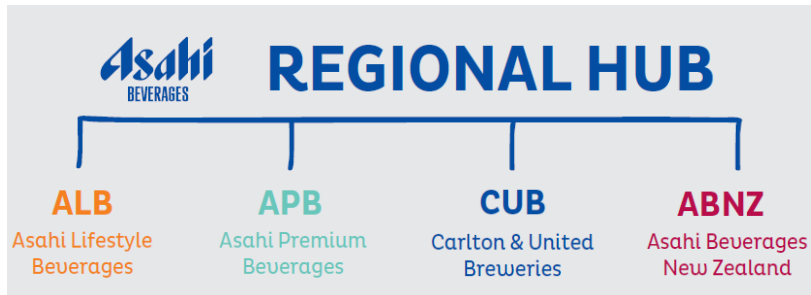 Asahi
BEVERAGES
REGIONAL HUB
ALB
Asahi Lifestyle
Beverages
APB
Asahi Premium
Beverages
CUB
Carlton & United
Breweries
ABNZ
Asahi Beverages
New Zealand